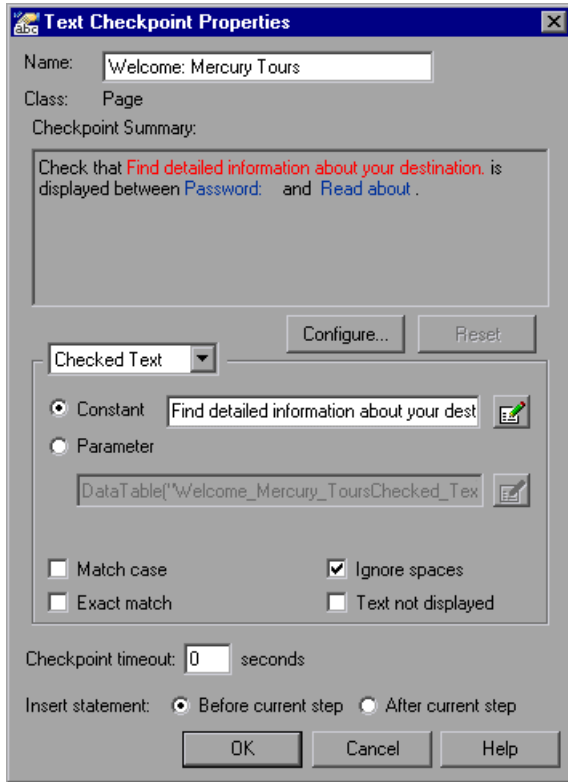 Text Checkpoint Properties
Name: Welcome: Mercury Tours
Class: Page
Checkpoint Summary:
Check that Find detailed information about your destination. is
displayed between Password: and Read about .
Configure... Reset
Checked Text
Constant Find detailed information about your dest
Parameter
DataTable("Welcome_Mercury_ToursChecked_Tex
Match case Ignore spaces
Exact match Text not displayed
Checkpoint timeout: 0 seconds
Insert statement: Before current step After current step
OK Cancel Help